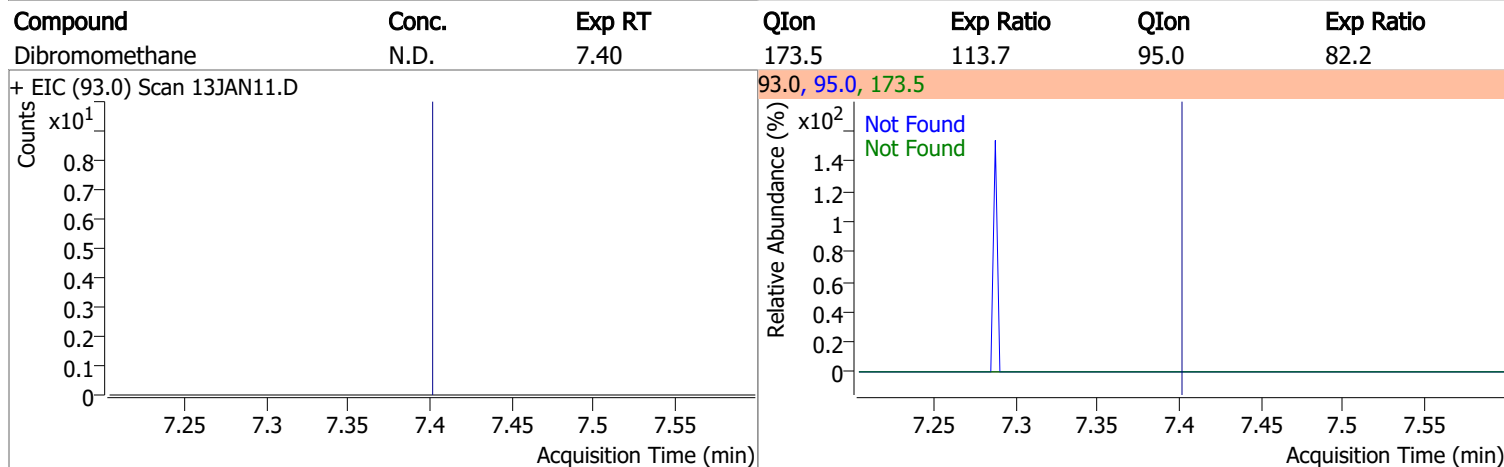 Compound Conc. Exp RT QIon Exp Ratio QIon Exp Ratio
Dibromomethane N.D. 7.40 173.5 113.7 95.0 82.2
+ EIC (93.0) Scan 13JAN11.D
Counts
x10¹
0.8
0.7
0.6
0.5
0.4
0.3
0.2
0.1
0
7.25 7.3 7.35 7.4 7.45 7.5 7.55
Acquisition Time (min)
93.0, 95.0, 173.5
Relative Abundance (%)
x10²
Not Found
Not Found
1.4
1.2
1
0.8
0.6
0.4
0.2
0
7.25 7.3 7.35 7.4 7.45 7.5 7.55
Acquisition Time (min)